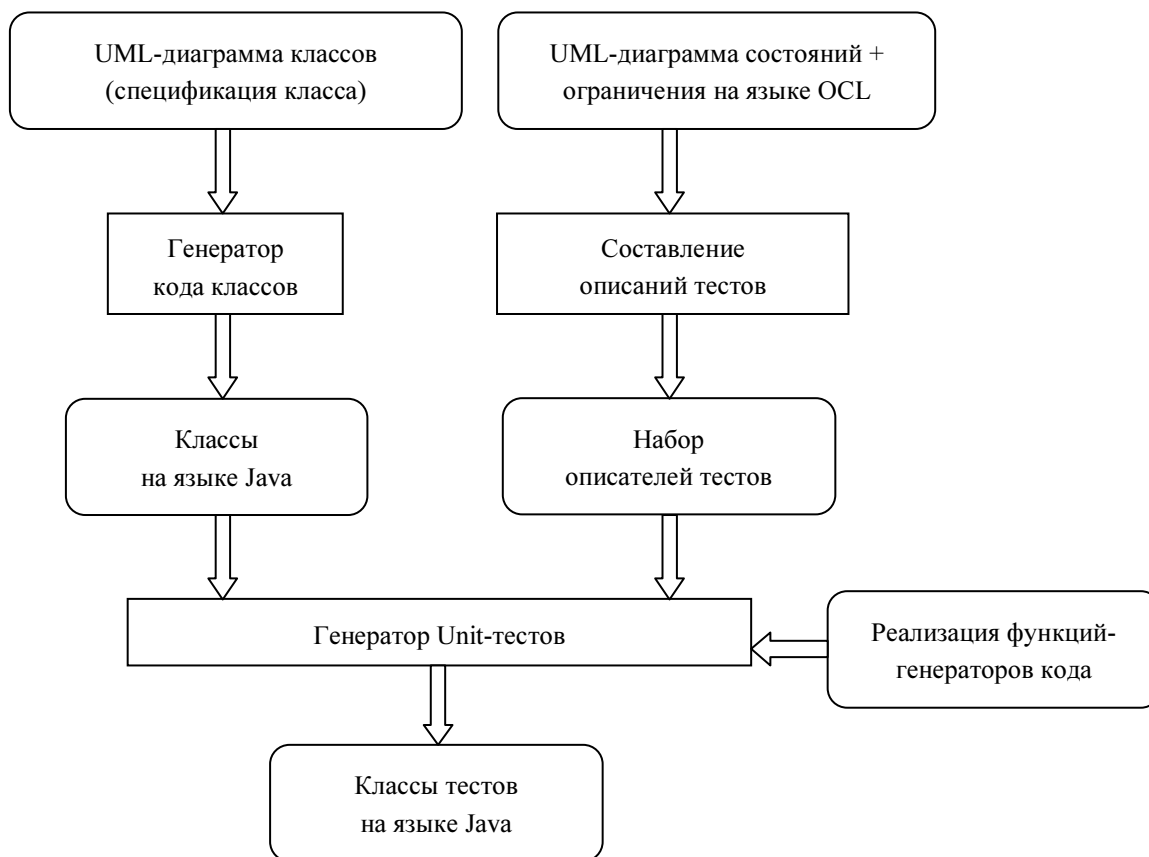 UML-диаграмма классов
(спецификация класса)
UML-диаграмма состояний +
ограничения на языке OCL
Генератор
кода классов
Составление
описаний тестов
Классы
на языке Java
Набор
описателей тестов
Генератор Unit-тестов
Реализация функций-
генераторов кода
Классы тестов
на языке Java